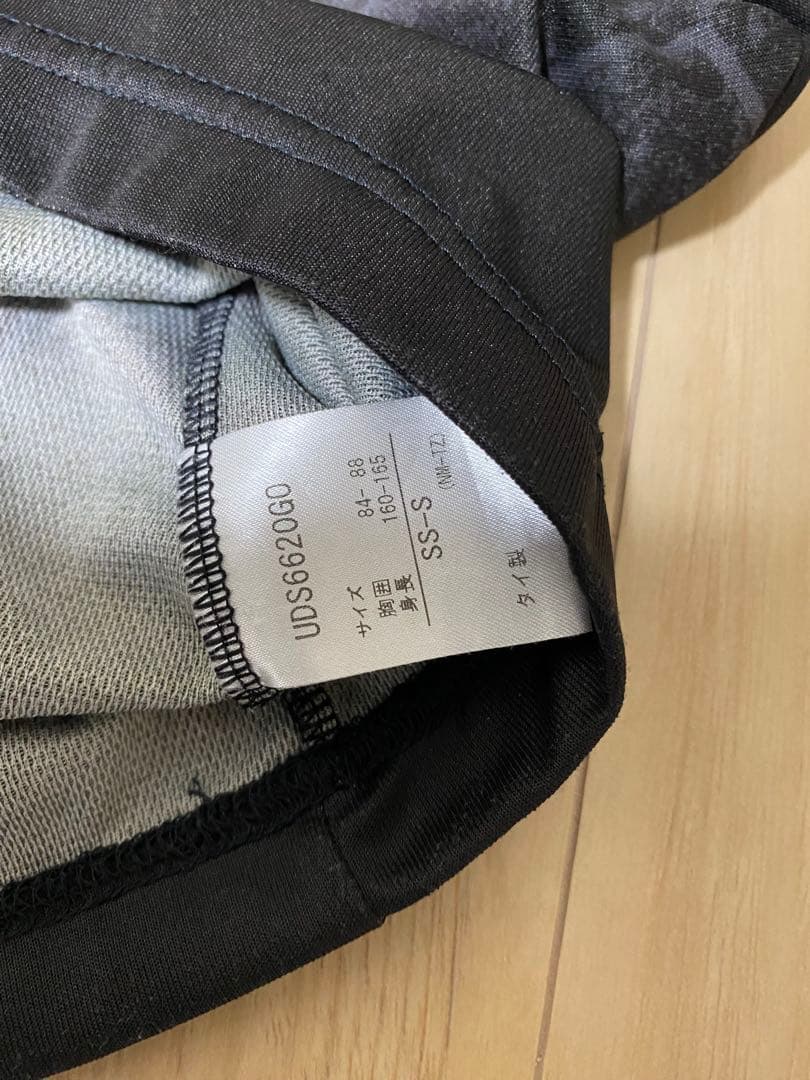 UDS6620GO
サイズ
胸囲 84- 88
身長 160-165
SS-S
(NM-TZ)
タイ製